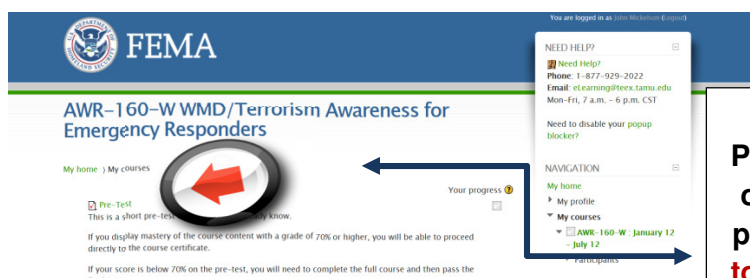 You are logged in as John Mickelson (Logout)
FEMA
AWR-160-W WMD/Terrorism Awareness for
Emergency Responders
My home ) My courses
Your progress
Pre-Test
This is a short pre-test know.
If you display mastery of the course content with a grade of 70% or higher, you will be able to proceed
directly to the course certificate.
If your score is below 70% on the pre-test, you will need to complete the full course and then pass the
NEED HELP?
Need Help?
Phone: 1-877-929-2022
Email: eLearning@teex.tamu.edu
Mon-Fri, 7 a.m. - 6 p.m. CST
Need to disable your popup
blocker?
NAVIGATION
My home
My profile
My courses
AWR-160-W : January 12
- July 12
Participants